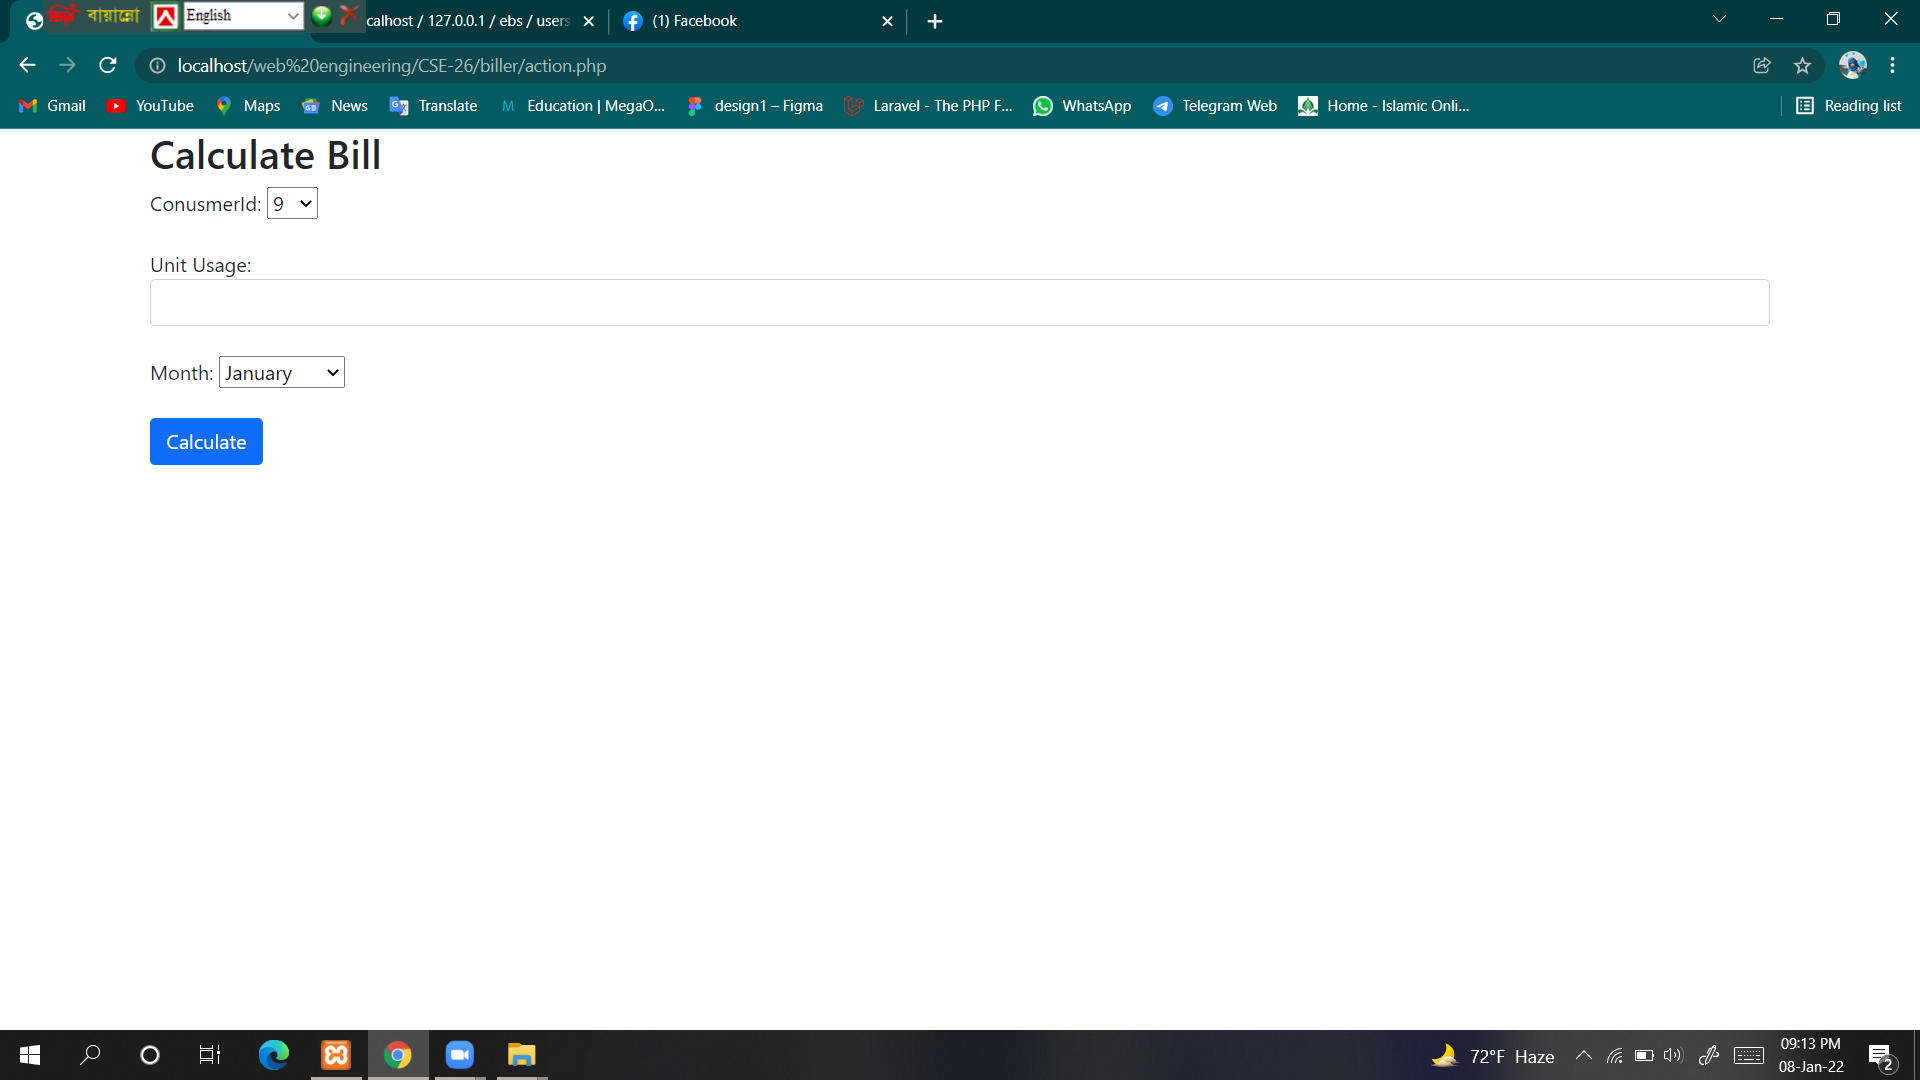 বায়ান্নো
English
calhost / 127.0.0.1 / ebs / users
(1) Facebook
localhost/web%20engineering/CSE-26/biller/action.php
Gmail
YouTube
Maps
News
Translate
Education | MegaO...
design1 – Figma
Laravel - The PHP F...
WhatsApp
Telegram Web
Home - Islamic Onli...
Reading list
Calculate Bill
ConusmerId: 9
Unit Usage:
Month: January
Calculate
72°F Haze
09:13 PM
08-Jan-22
2